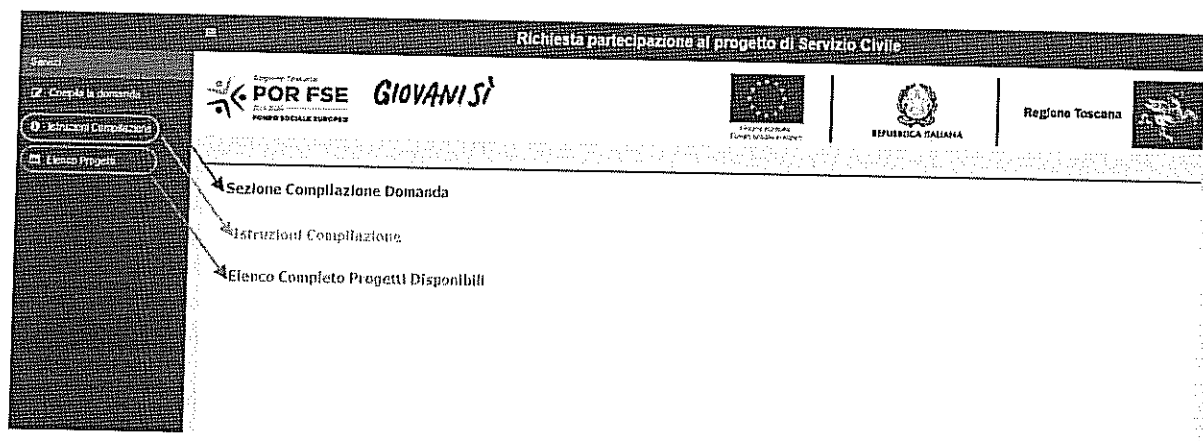 Richiesta partecipazione al progetto di Servizio Civile
Servizi
Compila la domanda
Istruzioni Compilazione
Elenco Progetti
POR FSE
FONDO SOCIALE EUROPEO
GIOVANISÌ
REPUBBLICA ITALIANA
Regione Toscana
Sezione Compilazione Domanda
Istruzioni Compilazione
Elenco Completo Progetti Disponibili